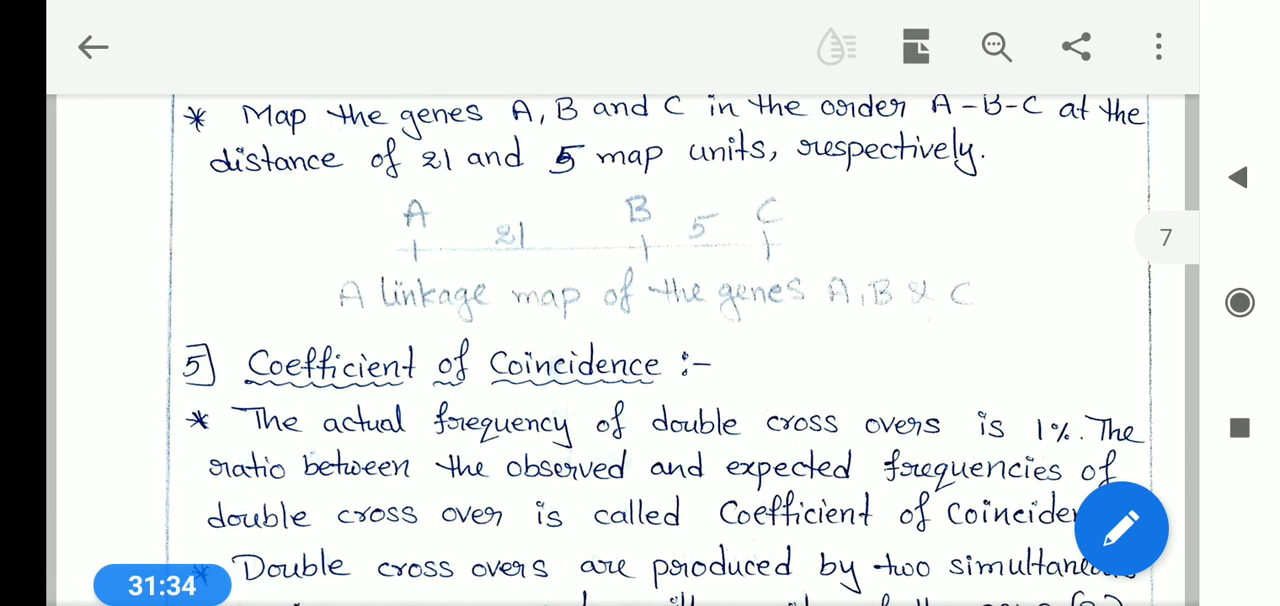 * Map the genes A, B and C in the order A-B-C at the
distance of 21 and 5 map units, respectively.
A B C
21 5
A linkage map of the genes A, B & C
7
5] Coefficient of Coincidence :-
* The actual frequency of double cross overs is 1%. The
ratio between the observed and expected frequencies of
double cross over is called Coefficient of Coinciden
* Double cross overs are produced by two simultaneous
31:34